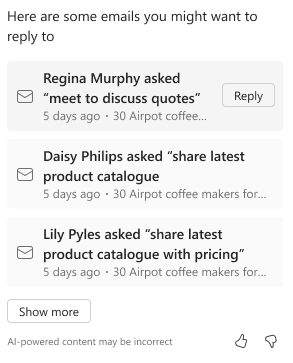 Here are some emails you might want to
reply to
Regina Murphy asked
“meet to discuss quotes”
Reply
5 days ago · 30 Airpot coffee...
Daisy Philips asked “share latest
product catalogue
5 days ago · 30 Airpot coffee makers for...
Lily Pyles asked “share latest
product catalogue with pricing”
5 days ago · 30 Airpot coffee makers for...
Show more
AI-powered content may be incorrect